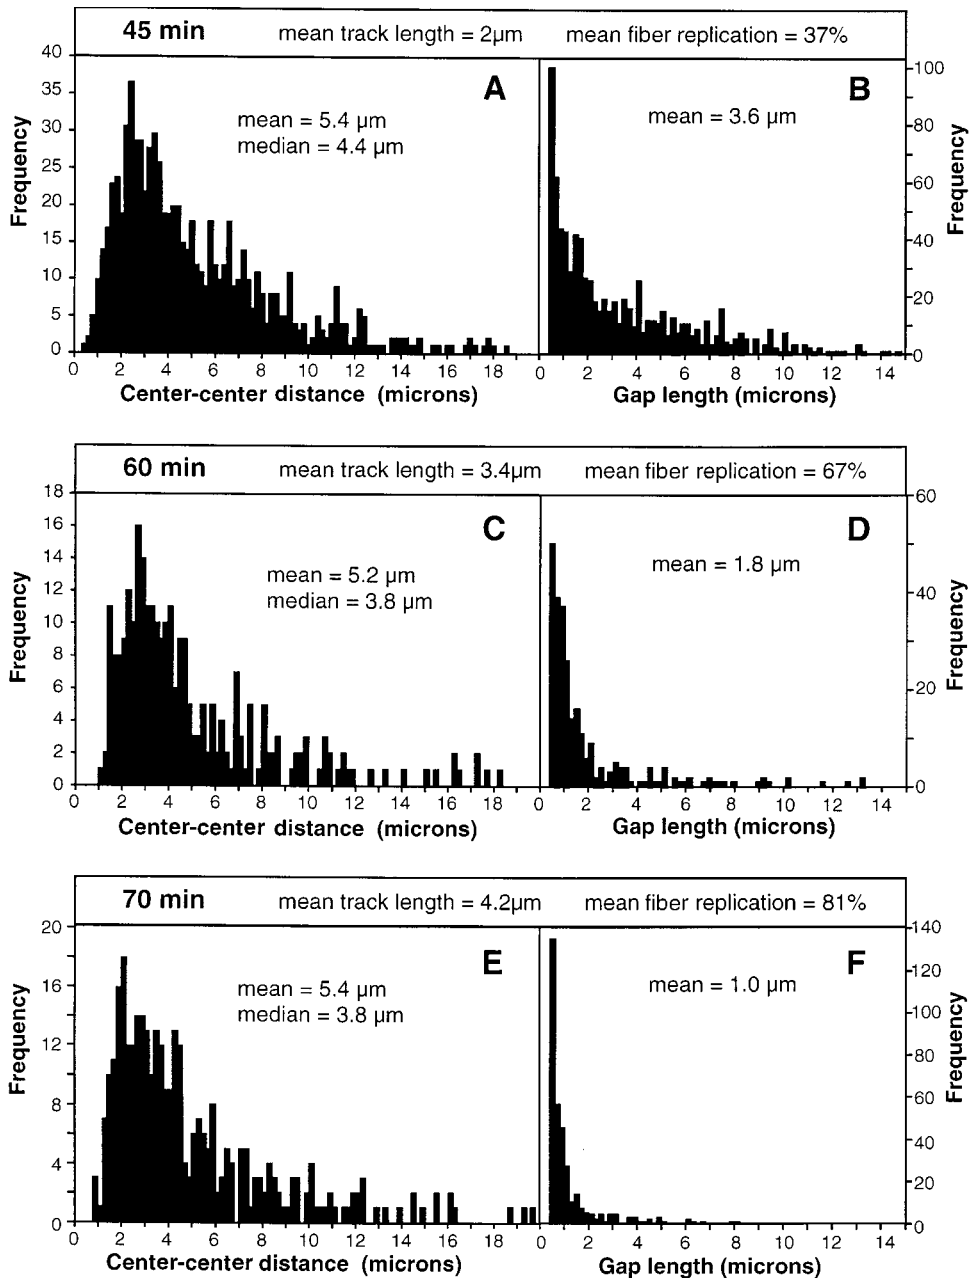 45 min mean track length = 2µm mean fiber replication = 37%
A
mean = 5.4 µm
median = 4.4 µm
Frequency
40
35
30
25
20
15
10
5
0
0 2 4 6 8 10 12 14 16 18
Center-center distance (microns)
B
mean = 3.6 µm
100
80
60
40
20
0
Frequency
0 2 4 6 8 10 12 14
Gap length (microns)
60 min mean track length = 3.4µm mean fiber replication = 67%
C
mean = 5.2 µm
median = 3.8 µm
Frequency
18
16
14
12
10
8
6
4
2
0
0 2 4 6 8 10 12 14 16 18
Center-center distance (microns)
D
mean = 1.8 µm
60
40
20
0
Frequency
0 2 4 6 8 10 12 14
Gap length (microns)
70 min mean track length = 4.2µm mean fiber replication = 81%
E
mean = 5.4 µm
median = 3.8 µm
Frequency
20
16
12
8
4
0
0 2 4 6 8 10 12 14 16 18
Center-center distance (microns)
F
mean = 1.0 µm
140
120
100
80
60
40
20
0
Frequency
0 2 4 6 8 10 12 14
Gap length (microns)